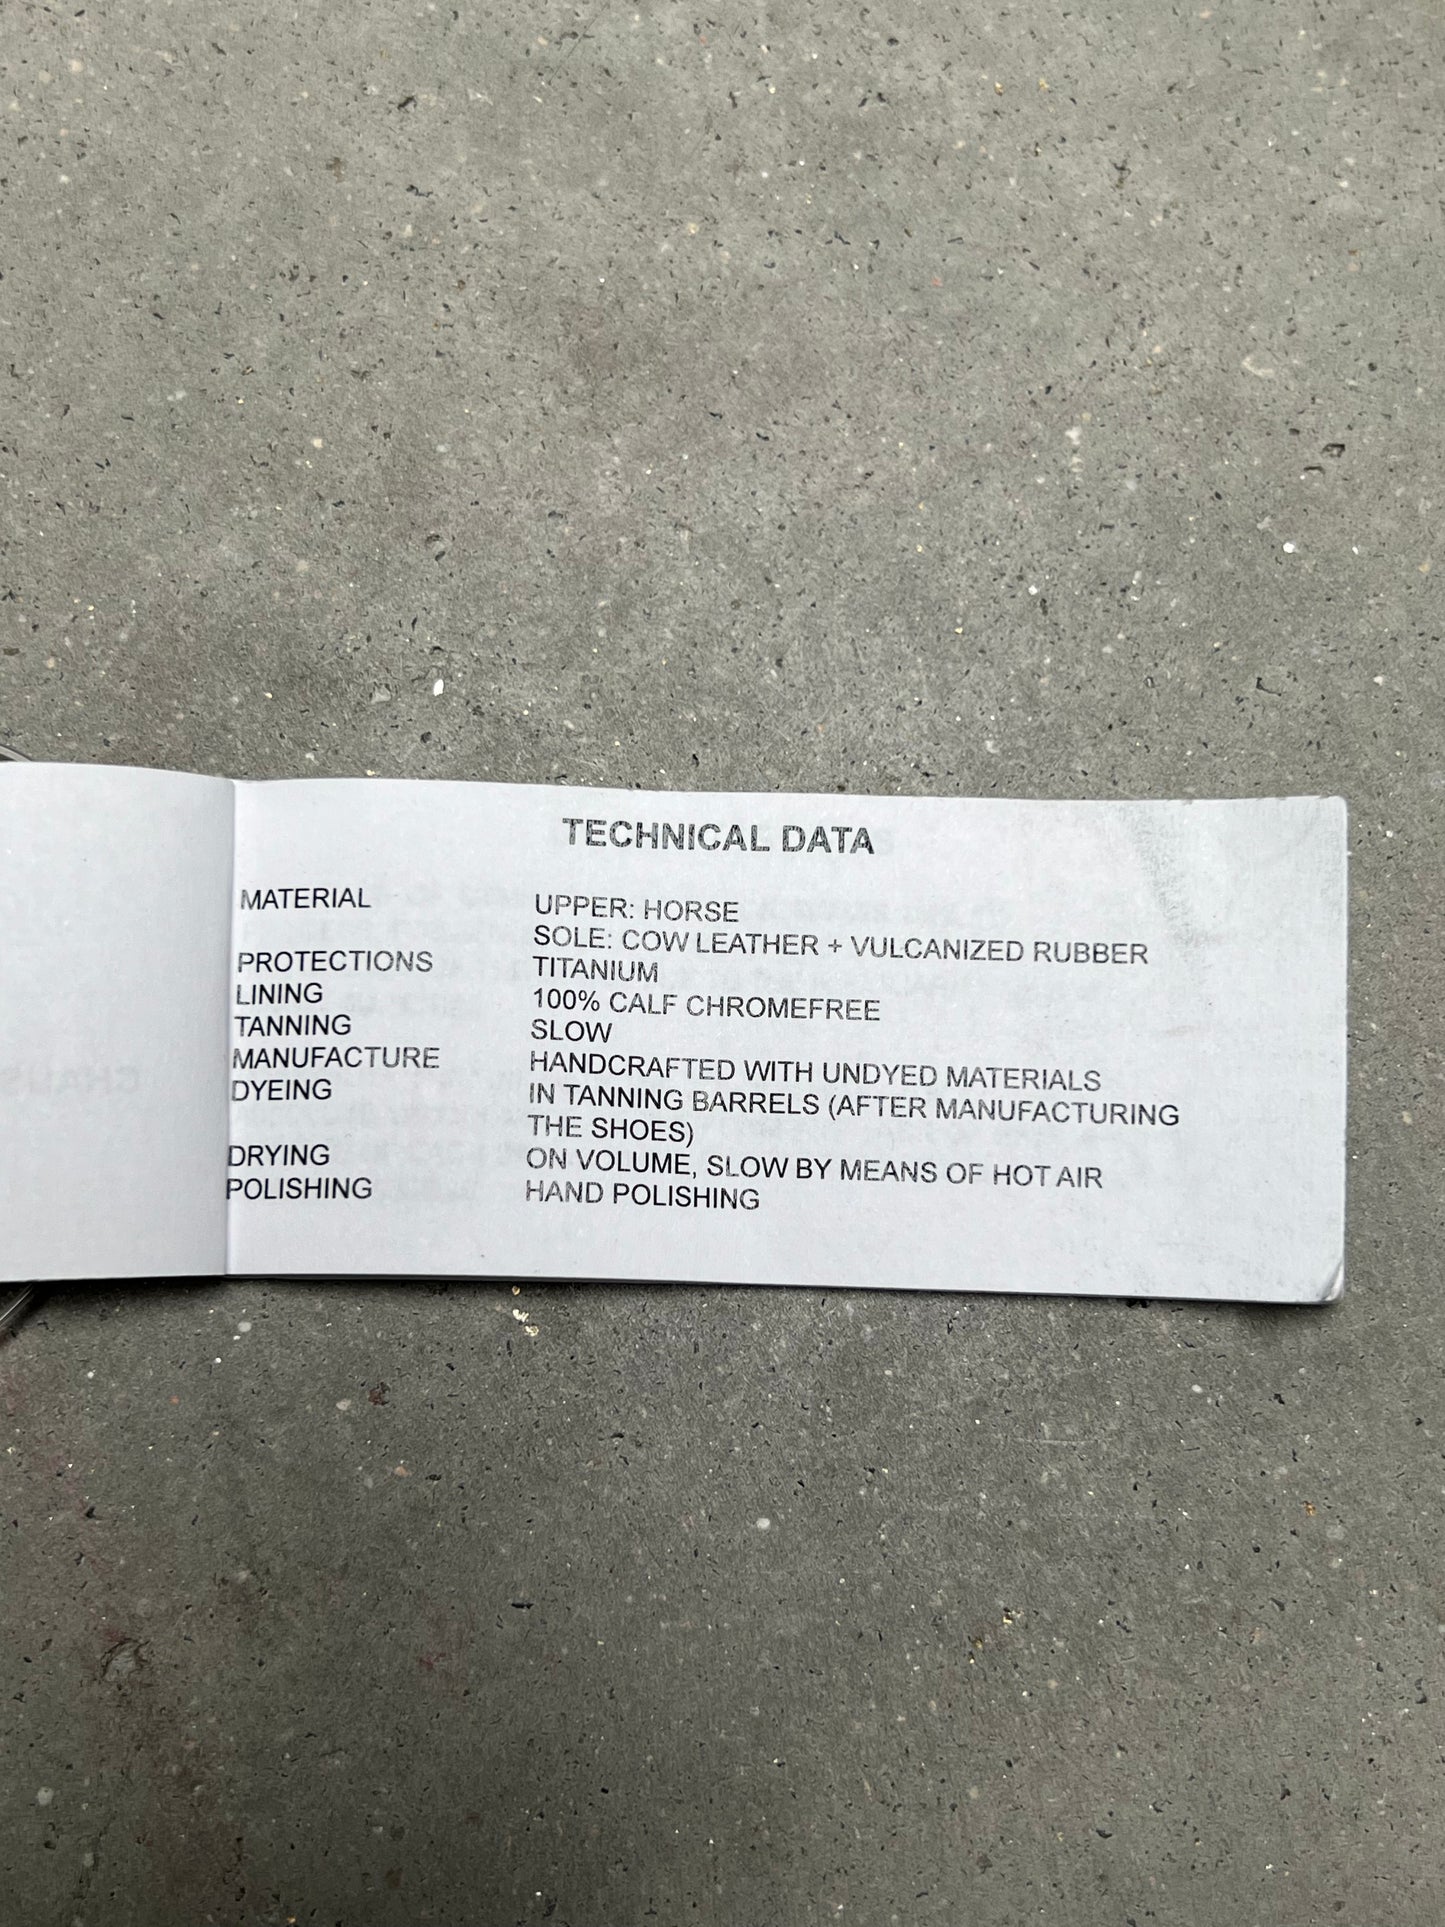 TECHNICAL DATA
MATERIAL UPPER: HORSE
SOLE: COW LEATHER + VULCANIZED RUBBER
PROTECTIONS TITANIUM
LINING 100% CALF CHROMEFREE
TANNING SLOW
MANUFACTURE HANDCRAFTED WITH UNDYED MATERIALS
DYEING IN TANNING BARRELS (AFTER MANUFACTURING
THE SHOES)
DRYING ON VOLUME, SLOW BY MEANS OF HOT AIR
POLISHING HAND POLISHING